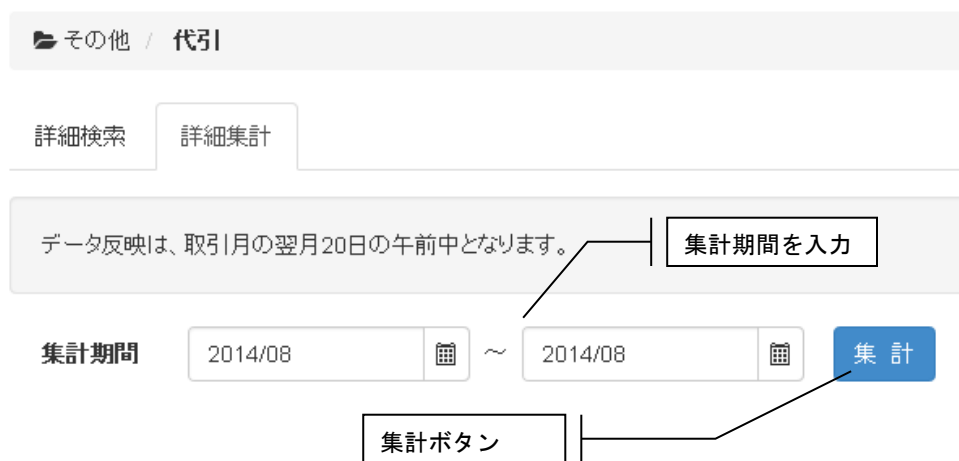 その他 / 代引
詳細検索 詳細集計
データ反映は、取引月の翌月20日の午前中となります。
集計期間を入力
集計期間 2014/08 ～ 2014/08 集 計
集計ボタン